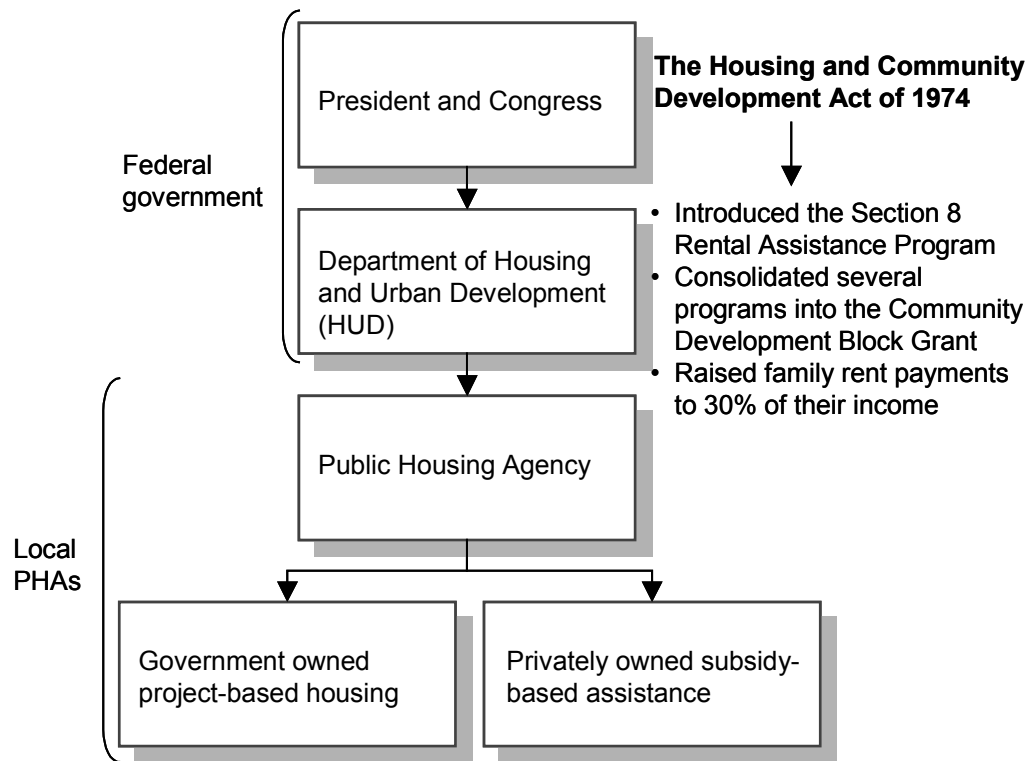 President and Congress
The Housing and Community
Development Act of 1974
Federal
government
Department of Housing
and Urban Development
(HUD)
• Introduced the Section 8
Rental Assistance Program
• Consolidated several
programs into the Community
Development Block Grant
• Raised family rent payments
to 30% of their income
Public Housing Agency
Local
PHAs
Government owned
project-based housing
Privately owned subsidy-
based assistance